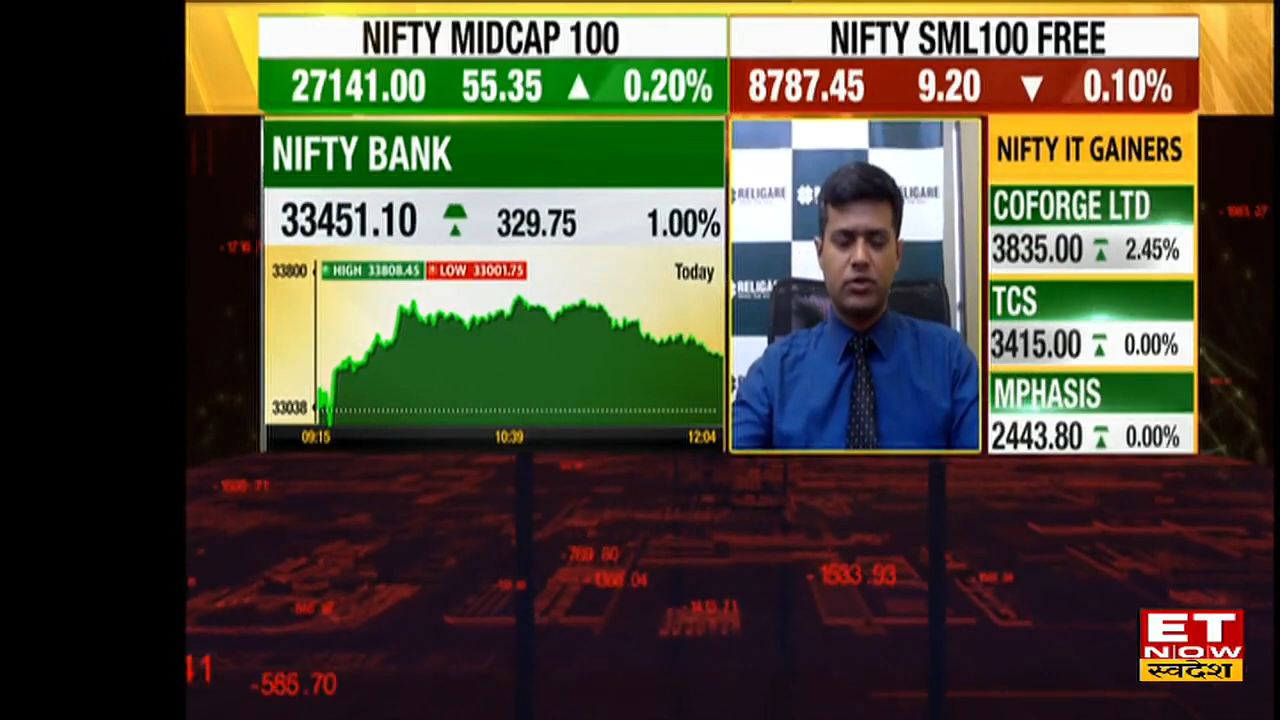 NIFTY MIDCAP 100
27141.00 55.35 ▲ 0.20%
NIFTY SML100 FREE
8787.45 9.20 ▼ 0.10%
NIFTY BANK
33451.10 329.75 1.00%
33800
HIGH 33808.45 LOW 33001.75
Today
33038
09:15 10:39 12:04
RELIGARE
NIFTY IT GAINERS
COFORGE LTD
3835.00 2.45%
TCS
3415.00 0.00%
MPHASIS
2443.80 0.00%
-769.80
-1533.93
-565.70
41
ET
NOW
स्वदेश